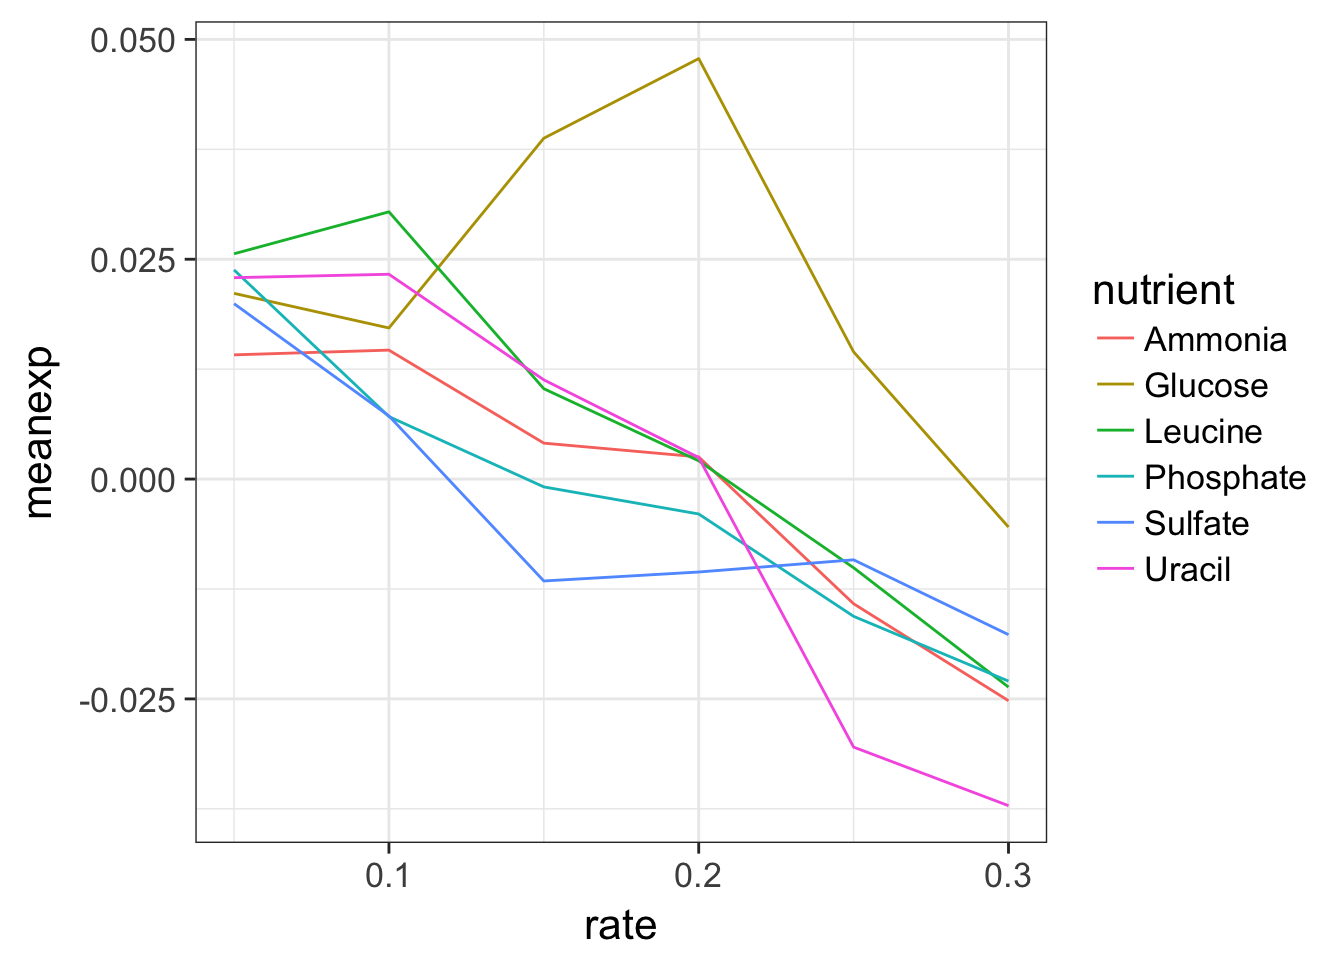 0.050
0.025
0.000
-0.025
meanexp
0.1
0.2
0.3
rate
nutrient
Ammonia
Glucose
Leucine
Phosphate
Sulfate
Uracil